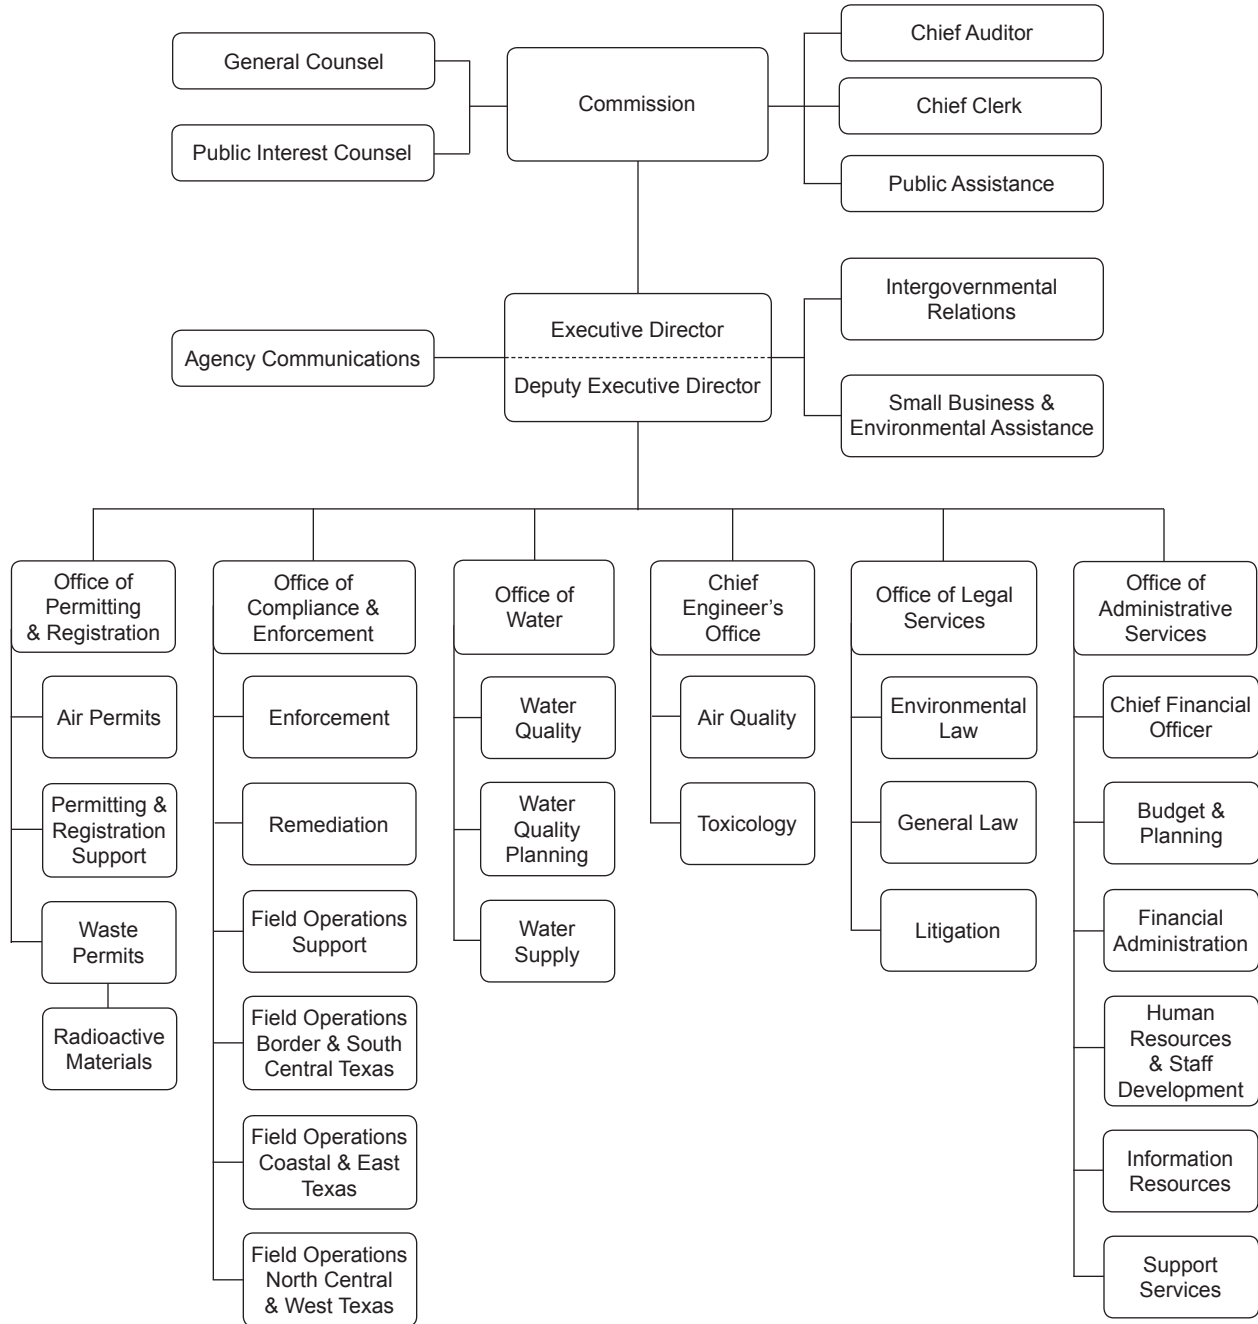 General Counsel
Public Interest Counsel
Commission
Chief Auditor
Chief Clerk
Public Assistance
Agency Communications
Executive Director
Deputy Executive Director
Intergovernmental
Relations
Small Business &
Environmental Assistance
Office of
Permitting
& Registration
Air Permits
Permitting &
Registration
Support
Waste
Permits
Radioactive
Materials
Office of
Compliance &
Enforcement
Enforcement
Remediation
Field Operations
Support
Field Operations
Border & South
Central Texas
Field Operations
Coastal & East
Texas
Field Operations
North Central
& West Texas
Office of
Water
Water
Quality
Water
Quality
Planning
Water
Supply
Chief
Engineer’s
Office
Air Quality
Toxicology
Office of Legal
Services
Environmental
Law
General Law
Litigation
Office of
Administrative
Services
Chief Financial
Officer
Budget &
Planning
Financial
Administration
Human
Resources
& Staff
Development
Information
Resources
Support
Services